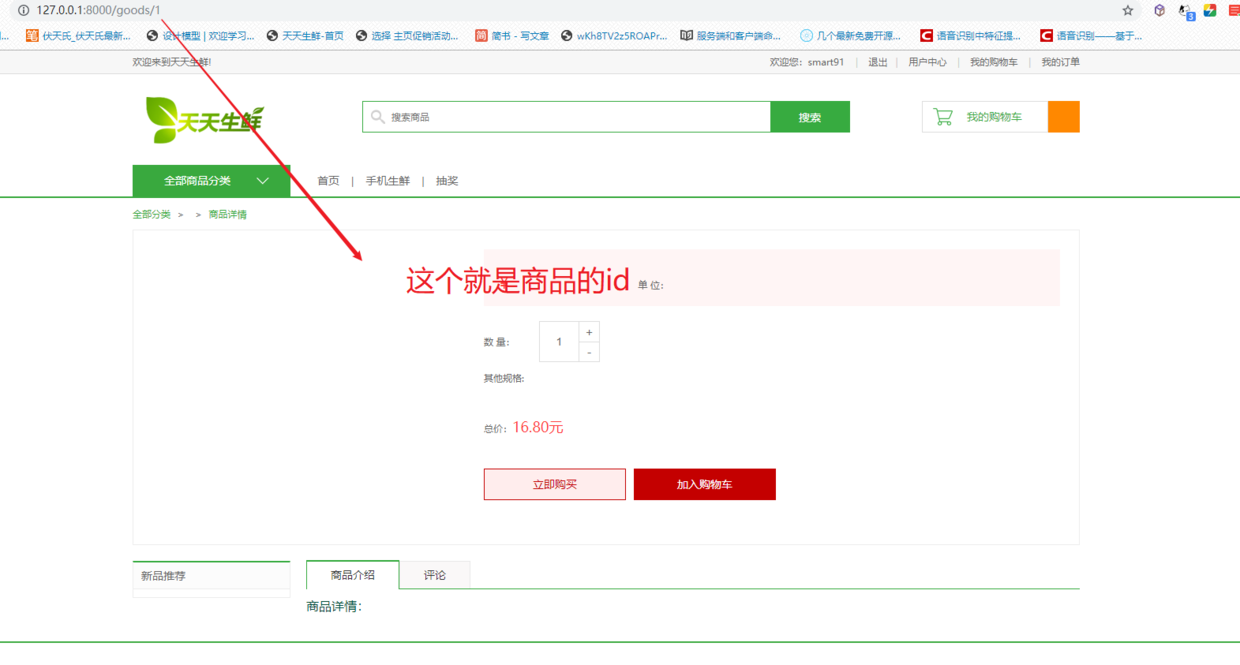 127.0.0.1:8000/goods/1
3
...
笔 伏天氏_伏天氏最新...
设计模型 | 欢迎学习...
天天生鲜-首页
选择 主页促销活动...
简 简书 - 写文章
wKh8TV2z5ROAPr...
服务端和客户端命...
几个最新免费开源...
C 语音识别中特征提...
C 语音识别——基于...
欢迎来到天天生鲜!
欢迎您：smart91 | 退出 | 用户中心 | 我的购物车 | 我的订单
天天生鲜
搜索商品
搜索
我的购物车
全部商品分类
首页 | 手机生鲜 | 抽奖
全部分类 > > 商品详情
这个就是商品的id
单 位:
数 量:
1
+
-
其他规格:
总价: 16.80元
立即购买
加入购物车
新品推荐
商品介绍
评论
商品详情：